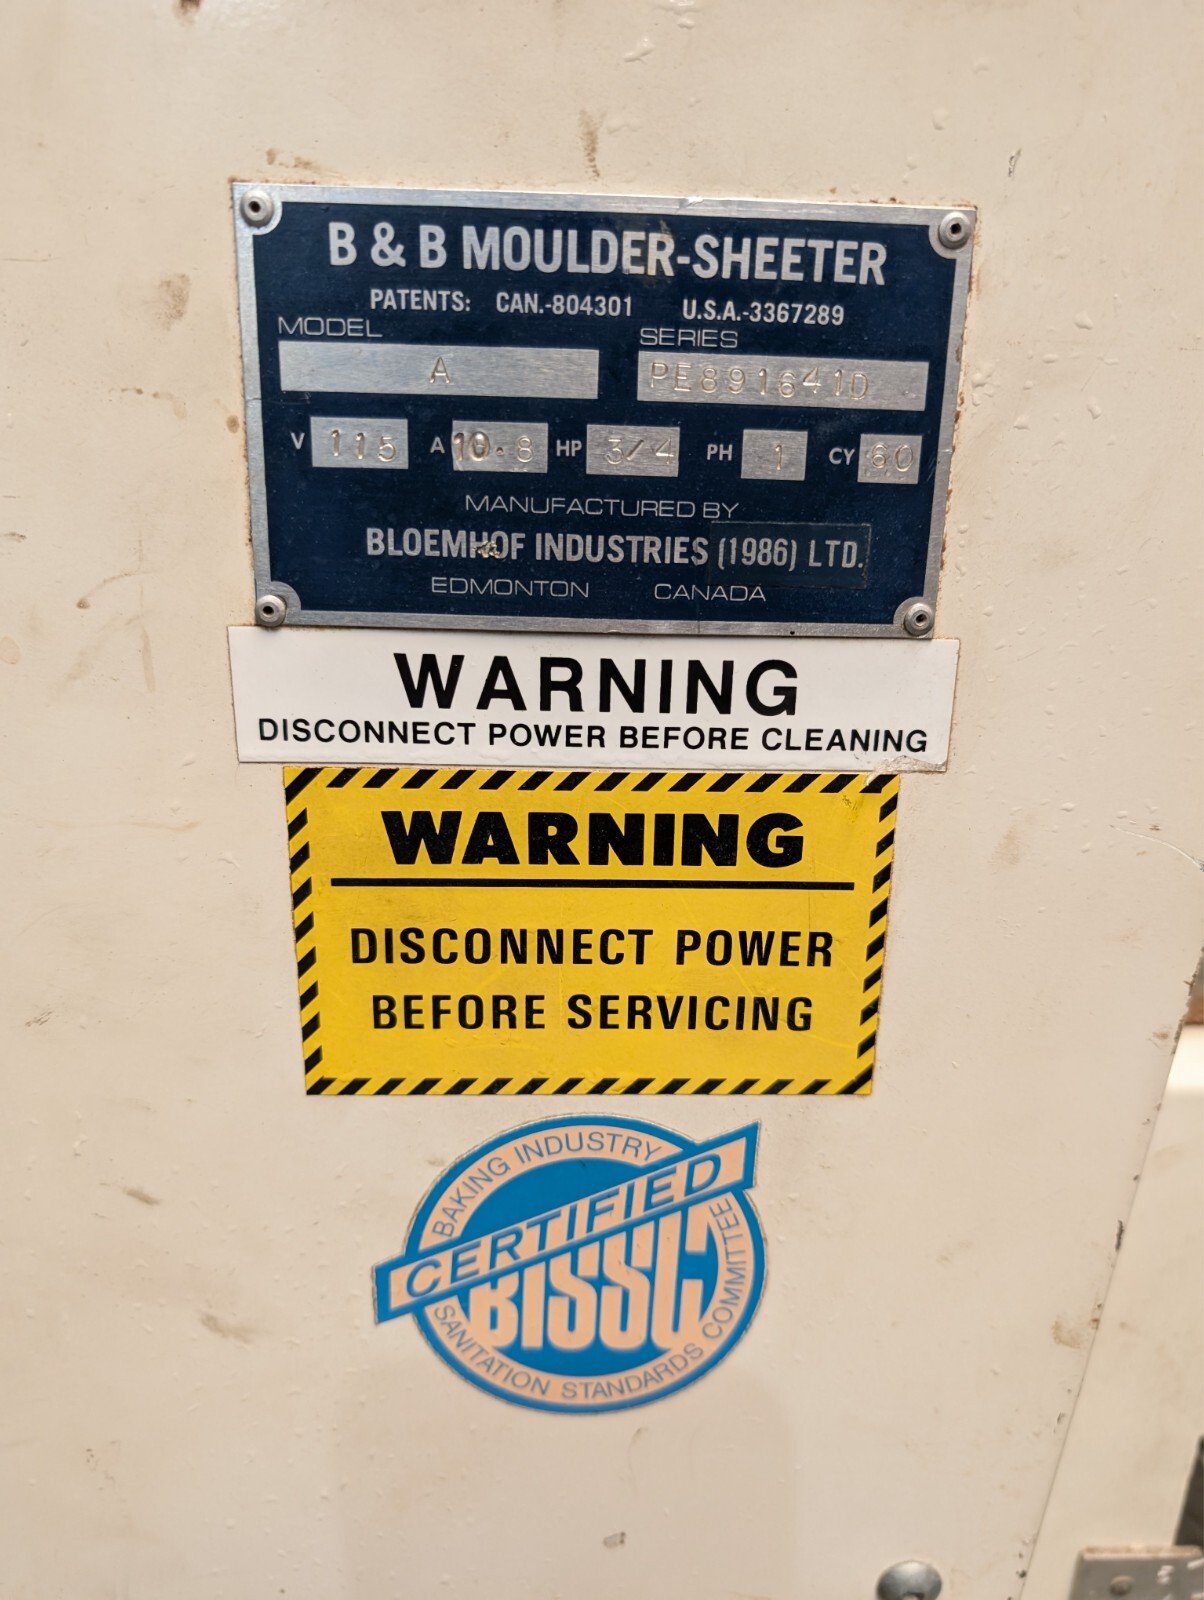 B & B MOULDER-SHEETER
PATENTS: CAN.-804301 U.S.A.-3367289
MODEL SERIES
A PE891641D
V 115 A 10.8 HP 3/4 PH 1 CY 60
MANUFACTURED BY
BLOEMHOF INDUSTRIES (1986) LTD.
EDMONTON CANADA
WARNING
DISCONNECT POWER BEFORE CLEANING
WARNING
DISCONNECT POWER
BEFORE SERVICING
BAKING INDUSTRY
CERTIFIED
BISSC
SANITATION STANDARDS COMMITTEE